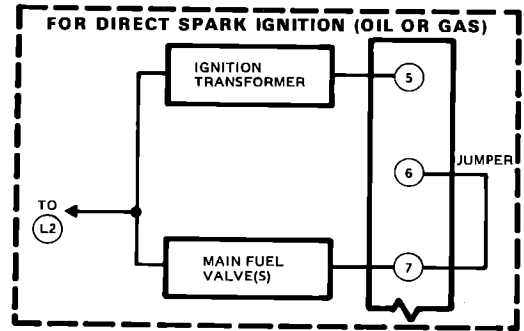 FOR DIRECT SPARK IGNITION (OIL OR GAS)
IGNITION
TRANSFORMER
5
6
JUMPER
TO
L2
MAIN FUEL
VALVE(S)
7